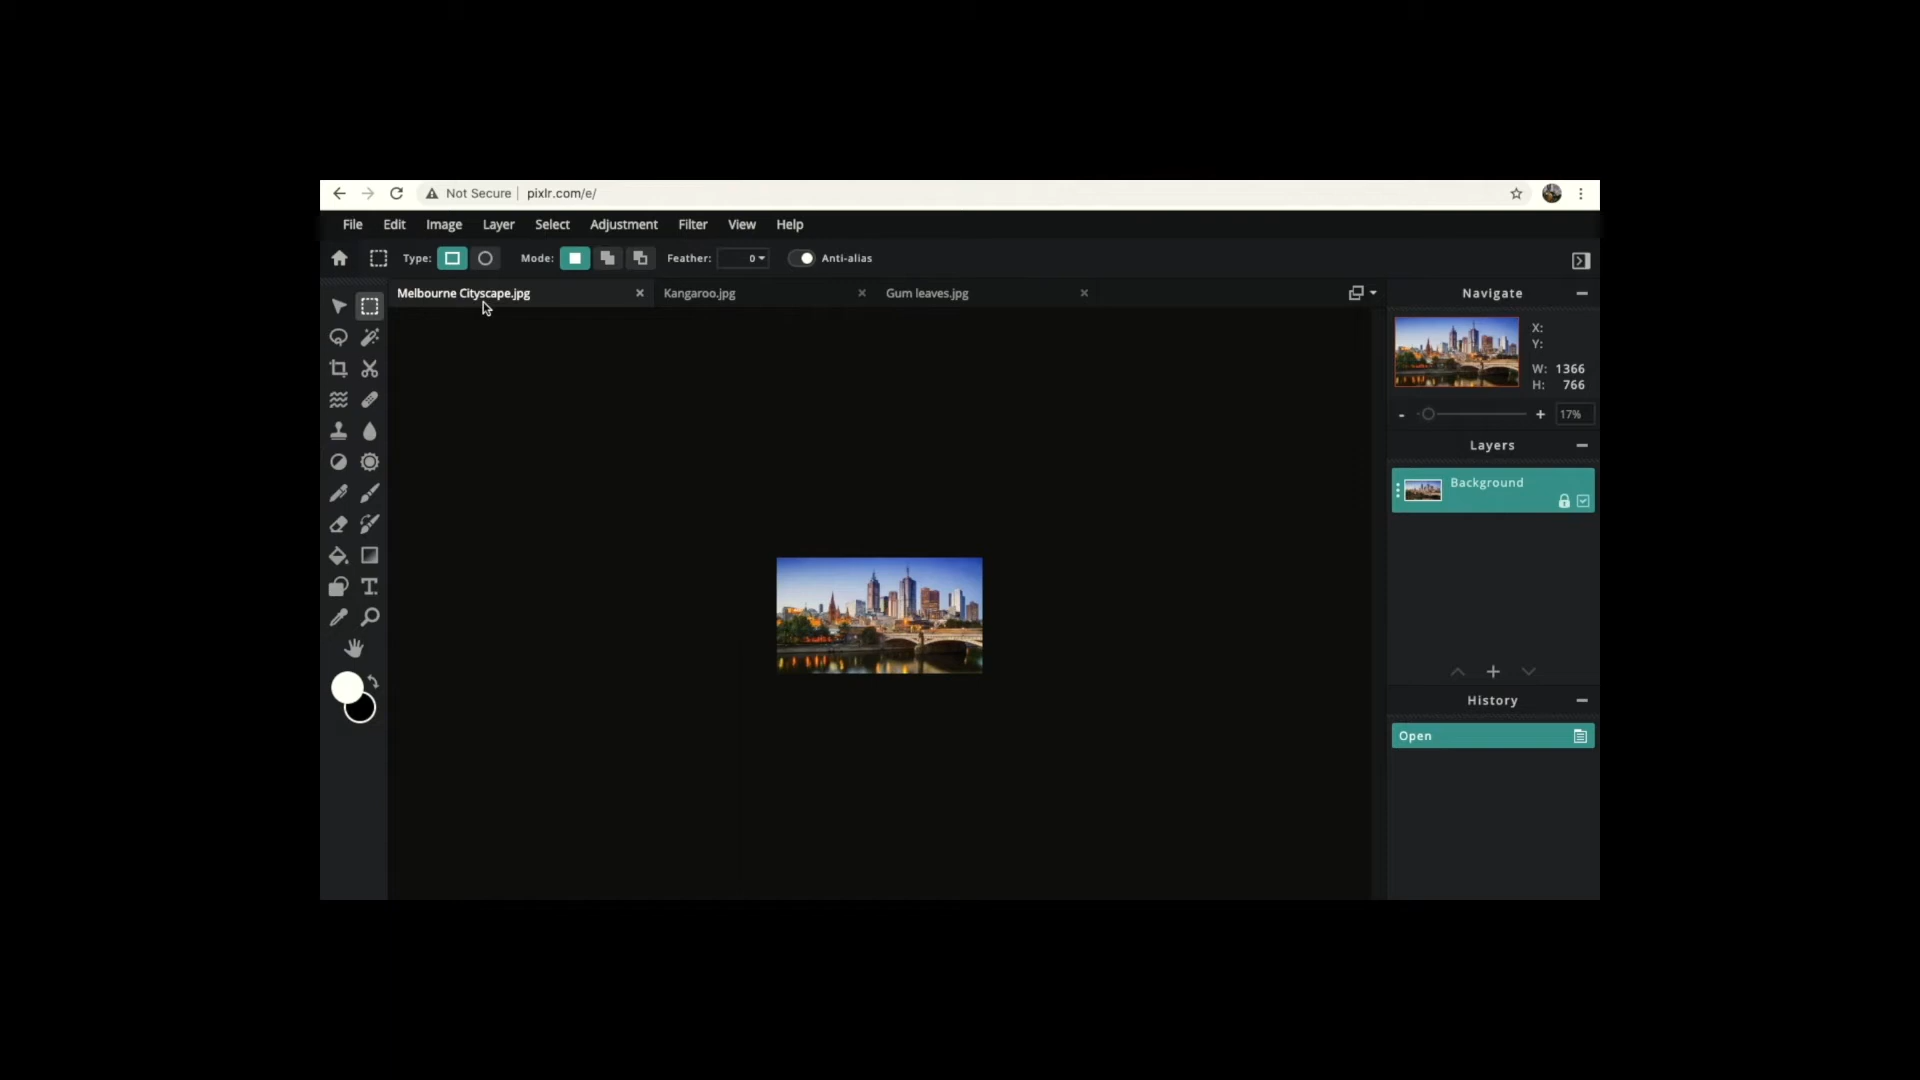 Not Secure | pixlr.com/e/
File Edit Image Layer Select Adjustment Filter View Help
Type: Mode: Feather: 0 Anti-alias
Melbourne Cityscape.jpg Kangaroo.jpg Gum leaves.jpg
Navigate
X:
Y:
W: 1366
H: 766
- + 17%
Layers
Background
History
Open